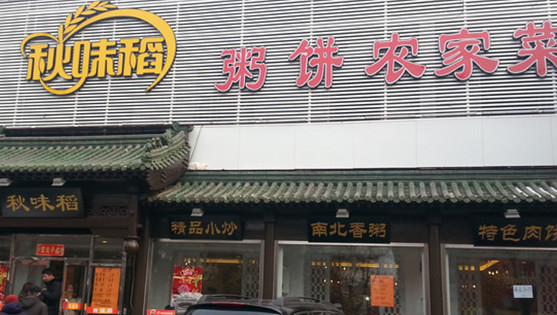 秋味稻
粥饼农家菜
秋味稻
精品小炒
南北香粥
特色肉饼